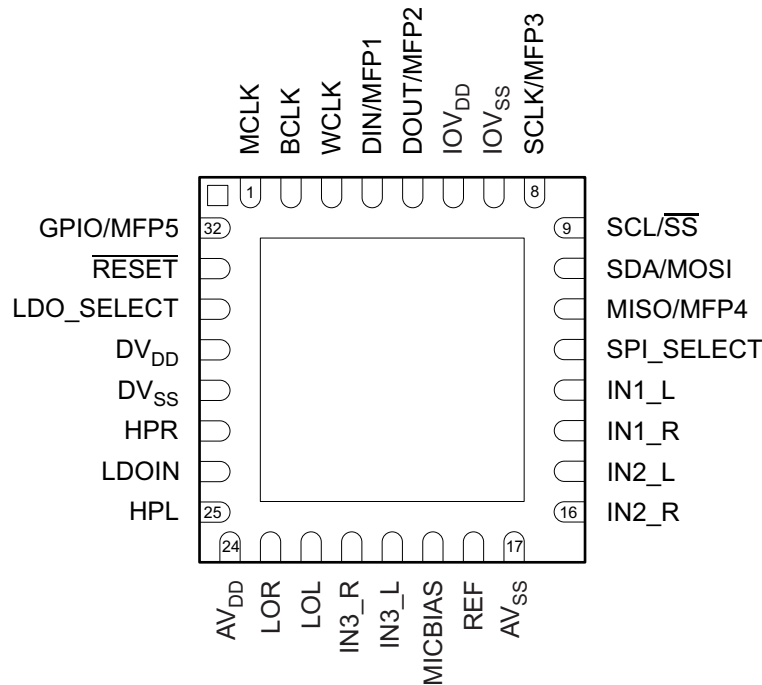 MCLK
BCLK
WCLK
DIN/MFP1
DOUT/MFP2
IOVDD
IOVSS
SCLK/MFP3
1
8
GPIO/MFP5
32
RESET
LDO_SELECT
DVDD
DVSS
HPR
LDOIN
HPL
25
9
SCL/SS
SDA/MOSI
MISO/MFP4
SPI_SELECT
IN1_L
IN1_R
IN2_L
16
IN2_R
24
17
AVDD
LOR
LOL
IN3_R
IN3_L
MICBIAS
REF
AVSS